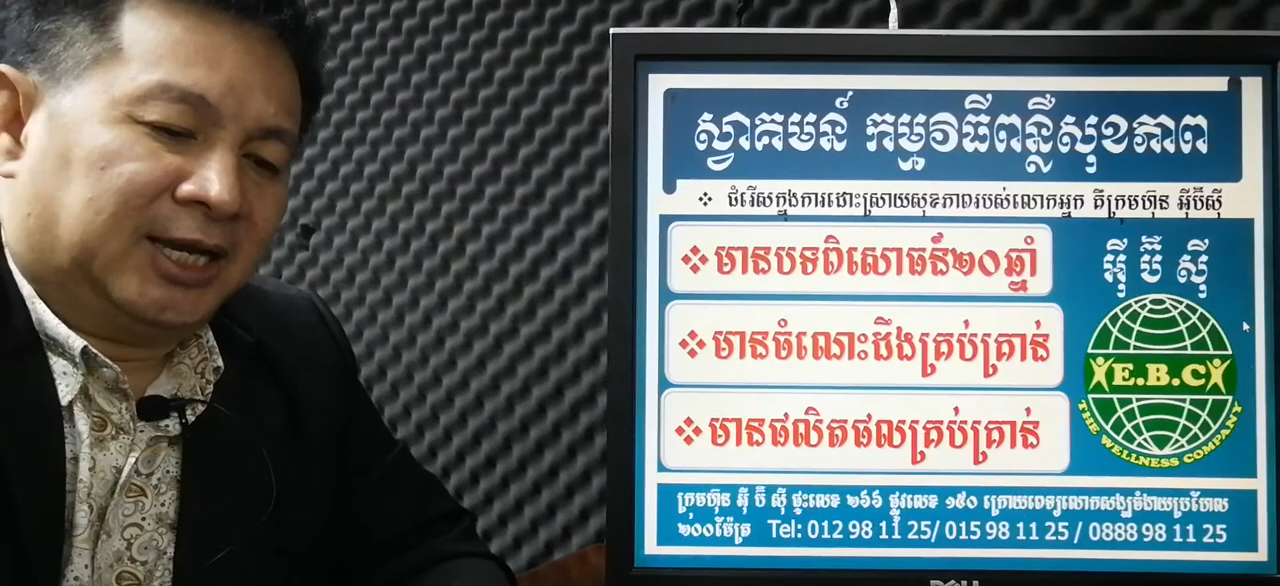 ស្វាគមន៍ កម្មវិធីពន្លឺសុខភាព
❖ ជំរើសក្នុងការដោះស្រាយសុខភាពរបស់លោកអ្នក គឺក្រុមហ៊ុន អ៊ីប៊ីស៊ី
❖មានបទពិសោធន៍២០ឆ្នាំ
❖មានចំណេះដឹងគ្រប់គ្រាន់
❖មានផលិតផលគ្រប់គ្រាន់
អ៊ី ប៊ី ស៊ី
E.B.C
THE WELLNESS COMPANY
ក្រុមហ៊ុន អ៊ី ប៊ី ស៊ី ផ្ទះលេខ ២៦៦ ផ្លូវលេខ ១៥០ ក្រោយពេទ្យលោកសង្ឃចំងាយប្រហែល
២០០ម៉ែត្រ Tel: 012 98 11 25/ 015 98 11 25 / 0888 98 11 25